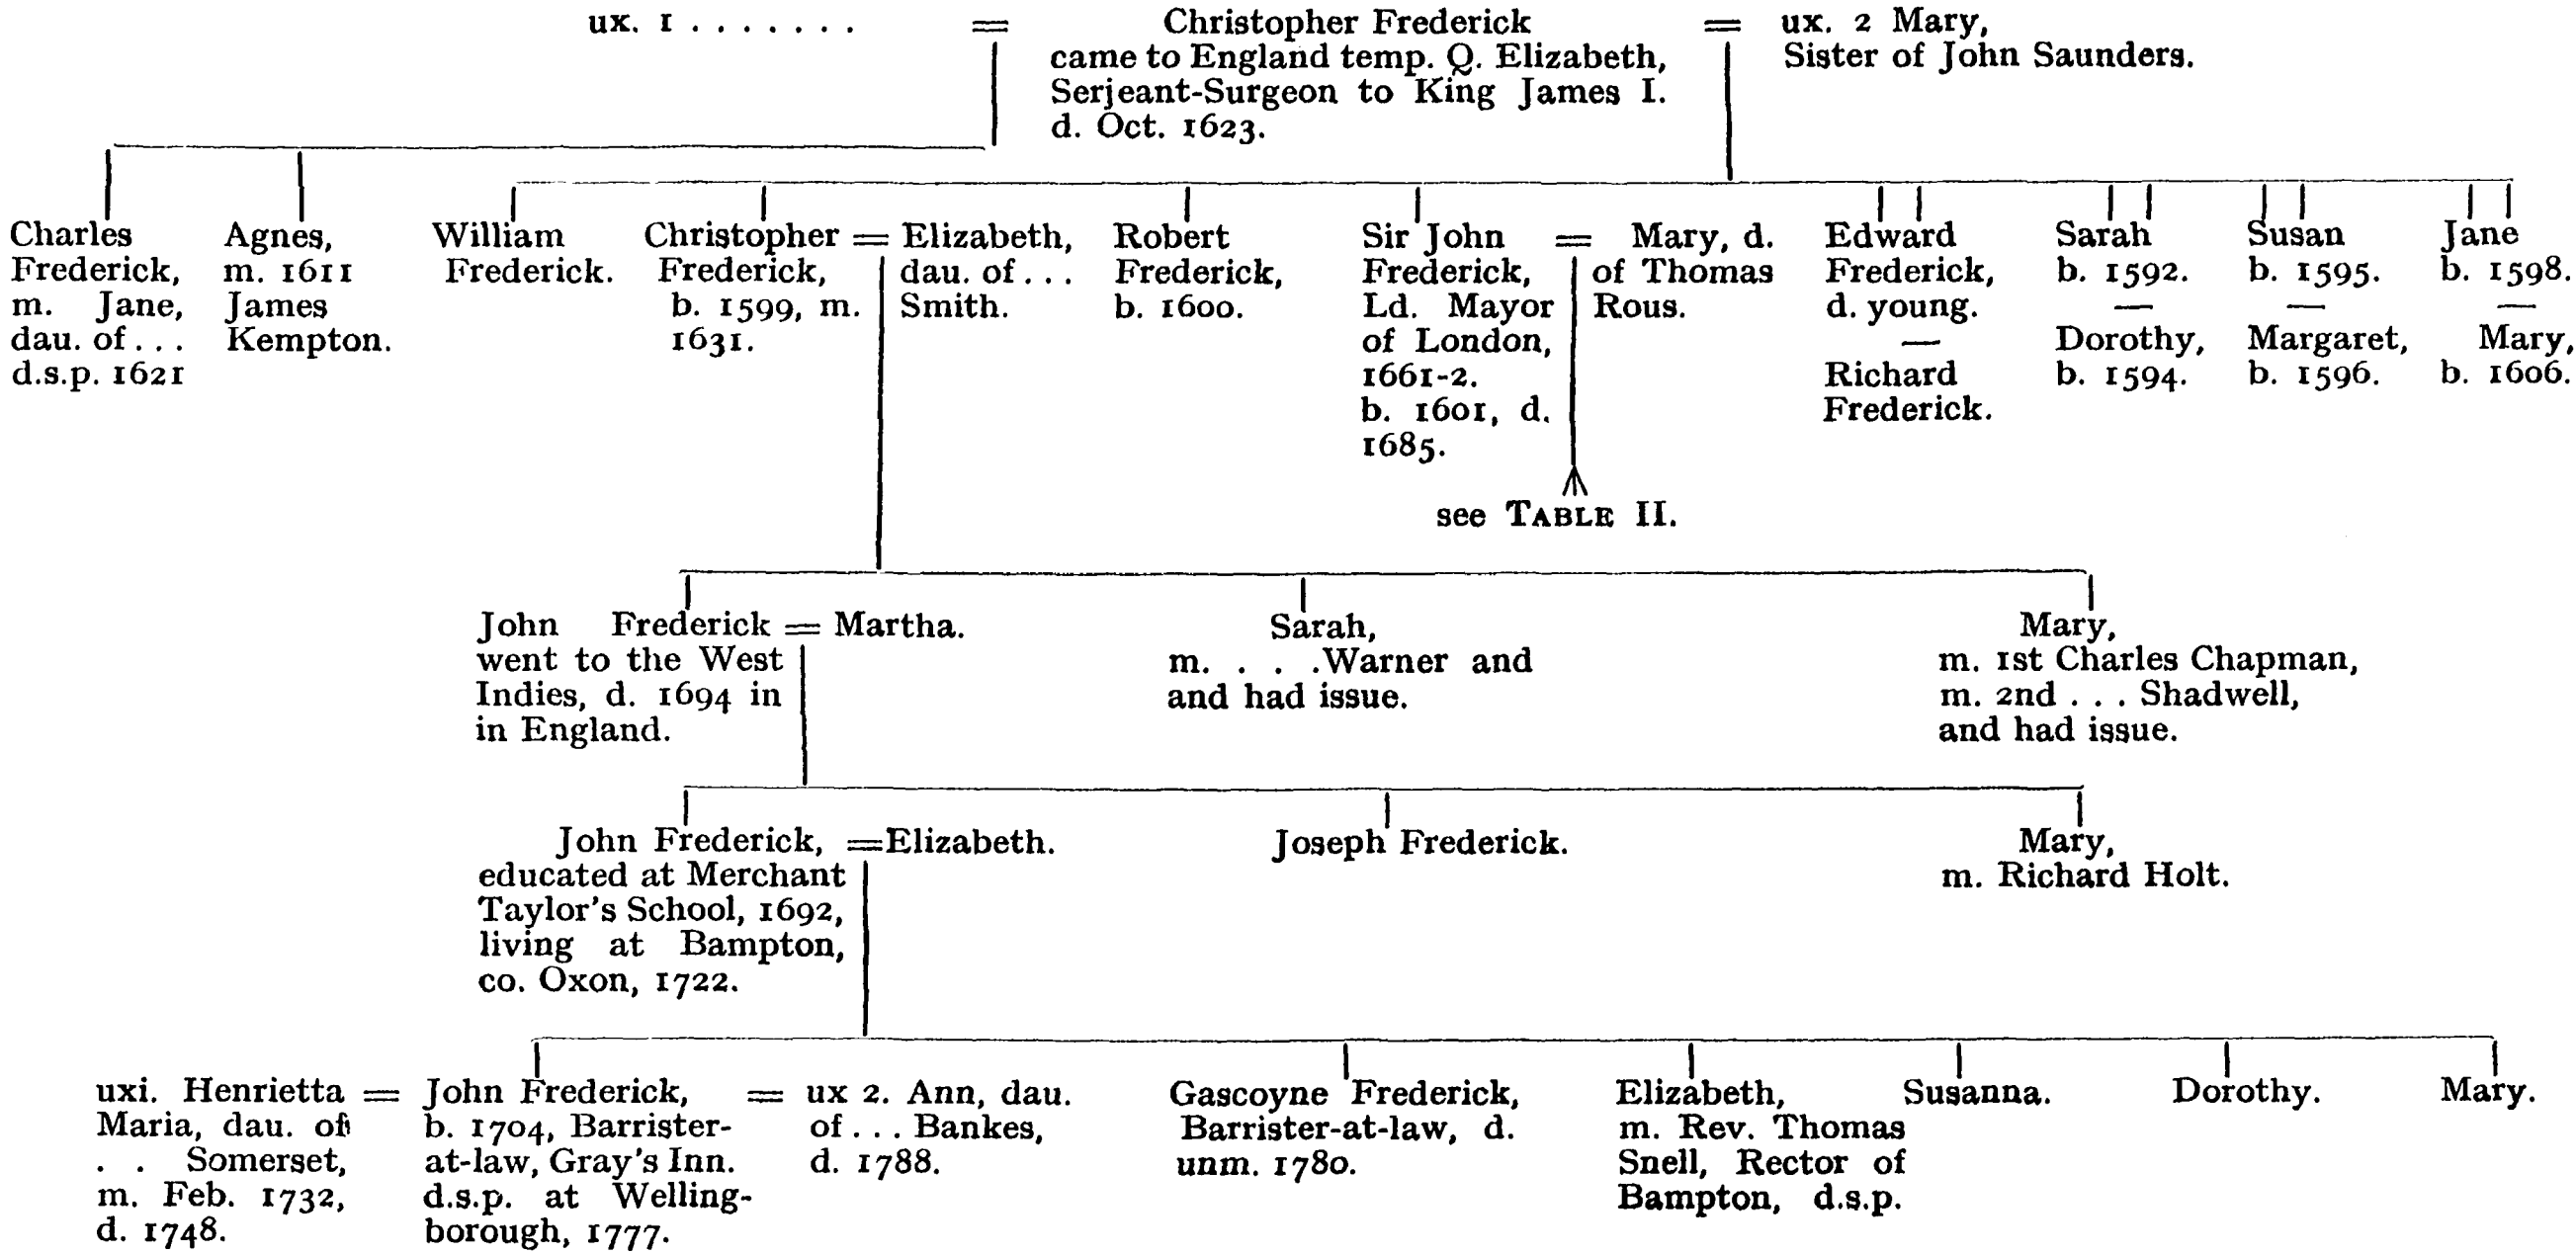 ux. 1 . . . . . . . =
Christopher Frederick
came to England temp. Q. Elizabeth,
Serjeant-Surgeon to King James I.
d. Oct. 1623.
= ux. 2 Mary,
Sister of John Saunders.
Charles
Frederick,
m. Jane,
dau. of . . .
d.s.p. 1621
Agnes,
m. 1611
James
Kempton.
William
Frederick.
Christopher =
Frederick,
b. 1599, m.
1631.
Elizabeth,
dau. of . . .
Smith.
Robert
Frederick,
b. 1600.
Sir John =
Frederick,
Ld. Mayor
of London,
1661-2.
b. 1601, d.
1685.
Mary, d.
of Thomas
Rous.
see TABLE II.
Edward
Frederick,
d. young.
—
Richard
Frederick.
Sarah
b. 1592.
—
Dorothy,
b. 1594.
Susan
b. 1595.
—
Margaret,
b. 1596.
Jane
b. 1598.
—
Mary,
b. 1606.
John Frederick = Martha.
went to the West
Indies, d. 1694 in
in England.
Sarah,
m. . . .Warner and
and had issue.
Mary,
m. 1st Charles Chapman,
m. 2nd . . . Shadwell,
and had issue.
John Frederick, =Elizabeth.
educated at Merchant
Taylor's School, 1692,
living at Bampton,
co. Oxon, 1722.
Joseph Frederick.
Mary,
m. Richard Holt.
ux1. Henrietta =
Maria, dau. of
. . Somerset,
m. Feb. 1732,
d. 1748.
John Frederick, =
b. 1704, Barrister-
at-law, Gray's Inn.
d.s.p. at Welling-
borough, 1777.
ux 2. Ann, dau.
of . . . Bankes,
d. 1788.
Gascoyne Frederick,
Barrister-at-law, d.
unm. 1780.
Elizabeth,
m. Rev. Thomas
Snell, Rector of
Bampton, d.s.p.
Susanna.
Dorothy.
Mary.